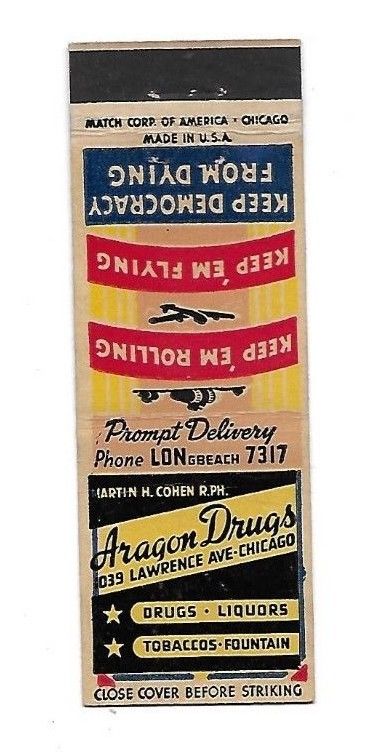 MATCH CORP. OF AMERICA · CHICAGO
MADE IN U.S.A.
KEEP DEMOCRACY
FROM DYING
KEEP 'EM FLYING
KEEP 'EM ROLLING
Prompt Delivery
Phone LONGBEACH 7317
ARTIN H. COHEN R.PH.
Aragon Drugs
039 LAWRENCE AVE·CHICAGO
DRUGS · LIQUORS
TOBACCOS·FOUNTAIN
CLOSE COVER BEFORE STRIKING